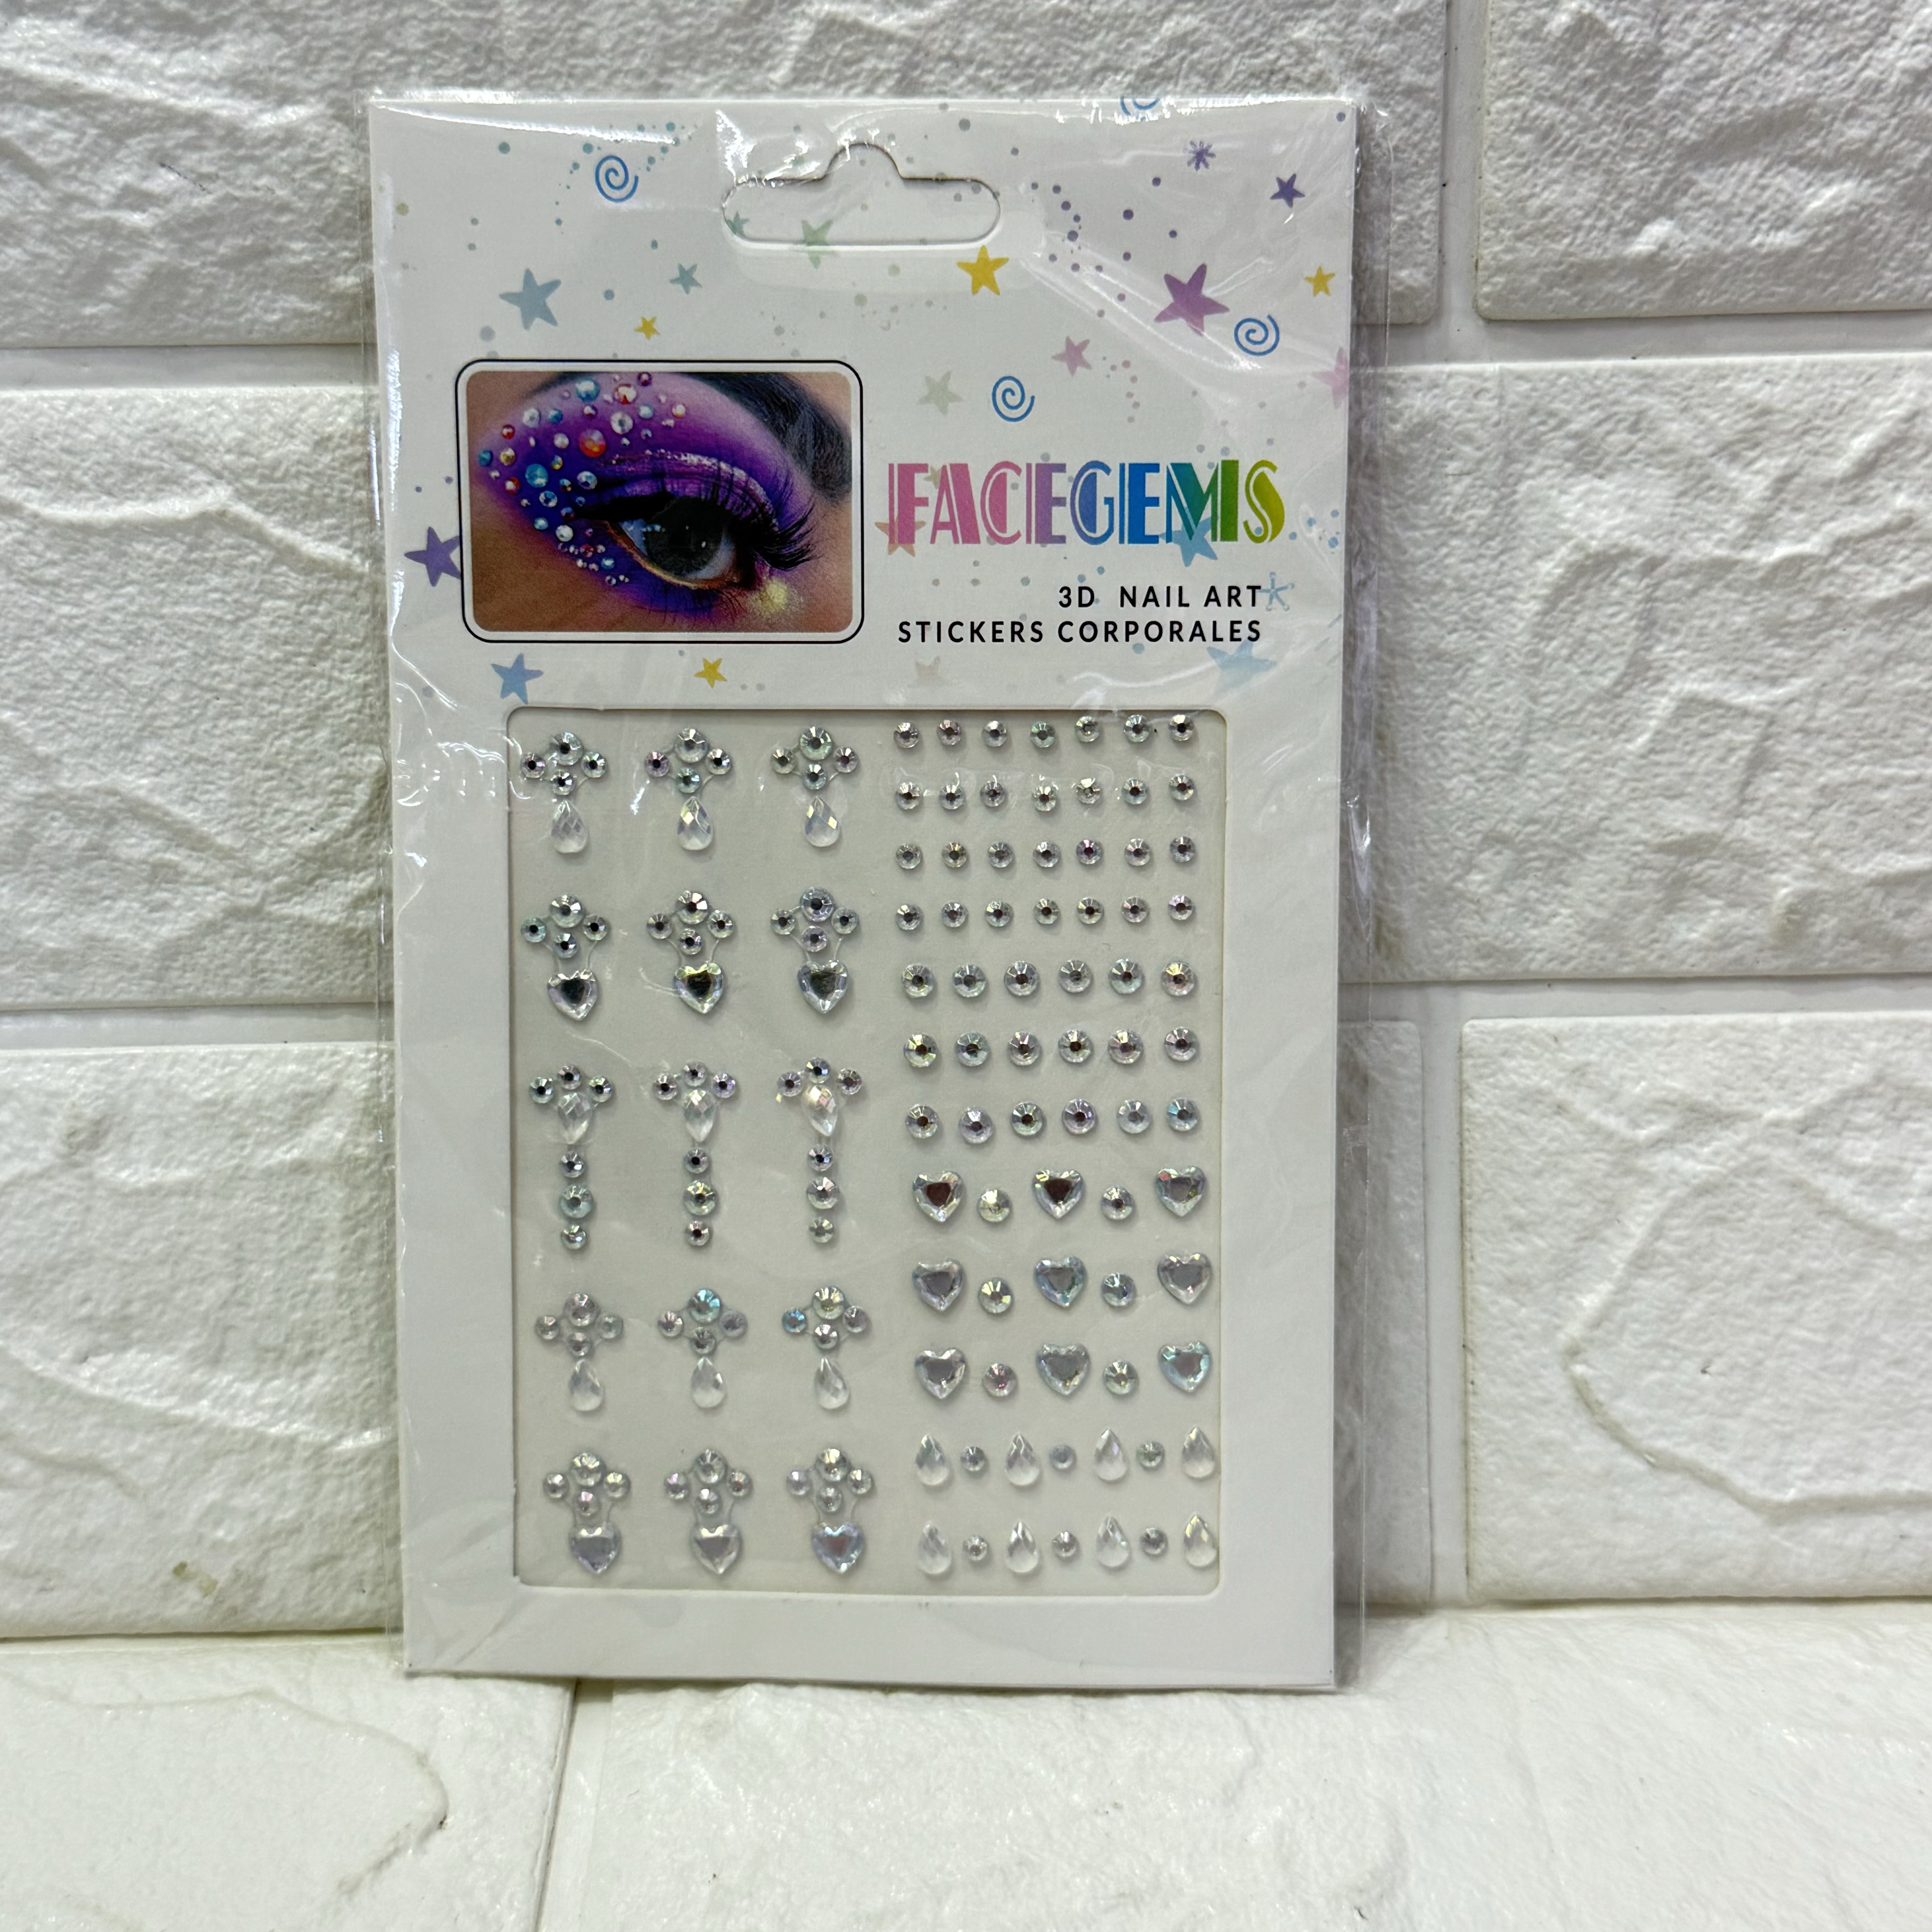 FACEGEMS
3D NAIL ART
STICKERS CORPORALES